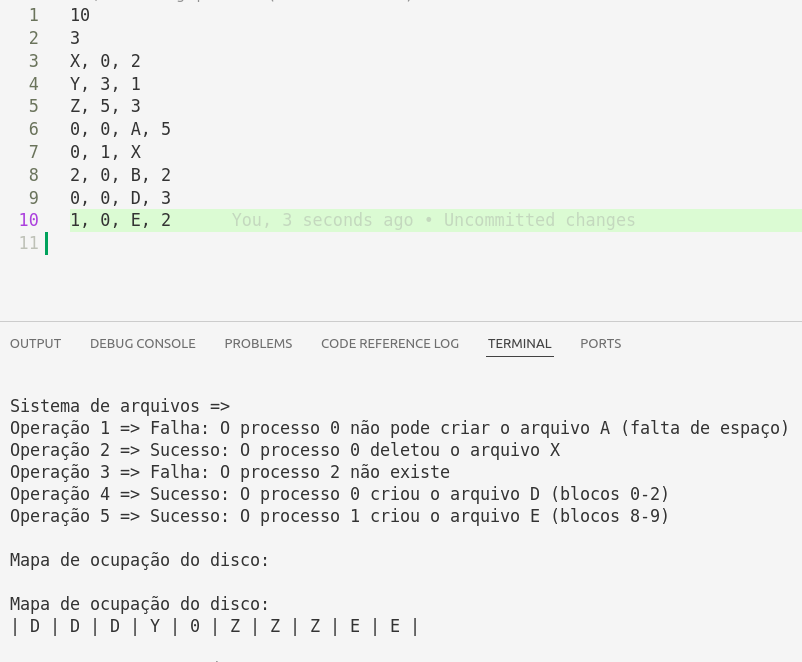 1 10
2 3
3 X, 0, 2
4 Y, 3, 1
5 Z, 5, 3
6 0, 0, A, 5
7 0, 1, X
8 2, 0, B, 2
9 0, 0, D, 3
10 1, 0, E, 2 You, 3 seconds ago • Uncommitted changes
11
OUTPUT DEBUG CONSOLE PROBLEMS CODE REFERENCE LOG TERMINAL PORTS
Sistema de arquivos =>
Operação 1 => Falha: O processo 0 não pode criar o arquivo A (falta de espaço)
Operação 2 => Sucesso: O processo 0 deletou o arquivo X
Operação 3 => Falha: O processo 2 não existe
Operação 4 => Sucesso: O processo 0 criou o arquivo D (blocos 0-2)
Operação 5 => Sucesso: O processo 1 criou o arquivo E (blocos 8-9)
Mapa de ocupação do disco:
Mapa de ocupação do disco:
| D | D | D | Y | 0 | Z | Z | Z | E | E |